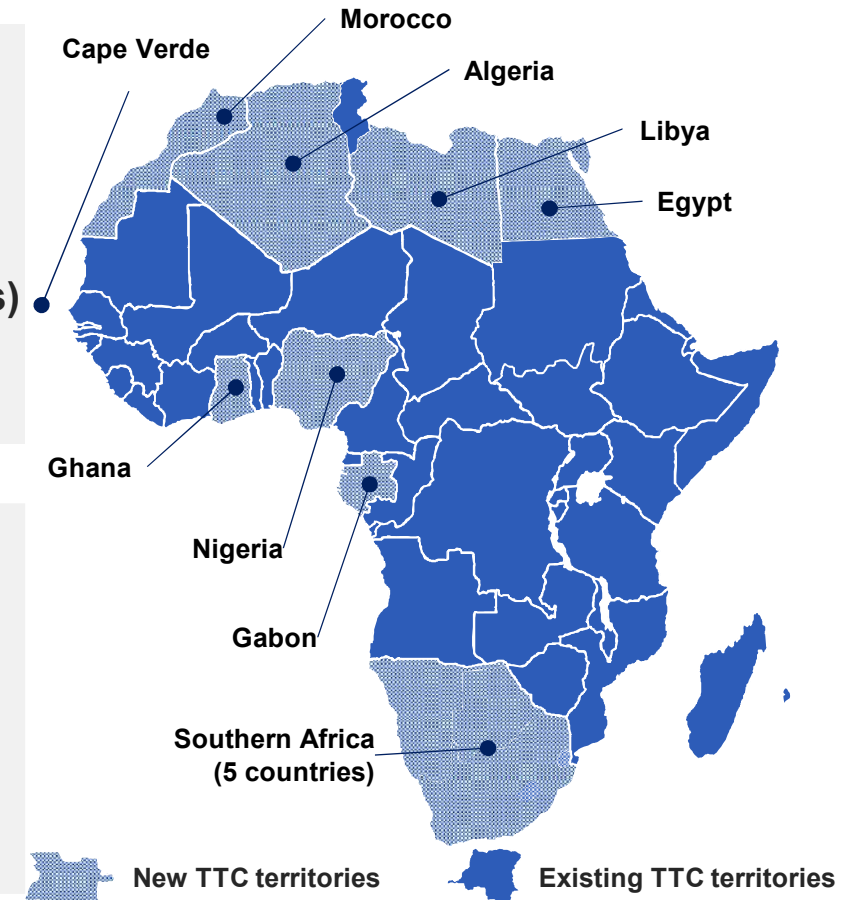 Morocco
Cape Verde
Algeria
Libya
Egypt
s)
Ghana
Nigeria
Gabon
Southern Africa
(5 countries)
New TTC territories
Existing TTC territories